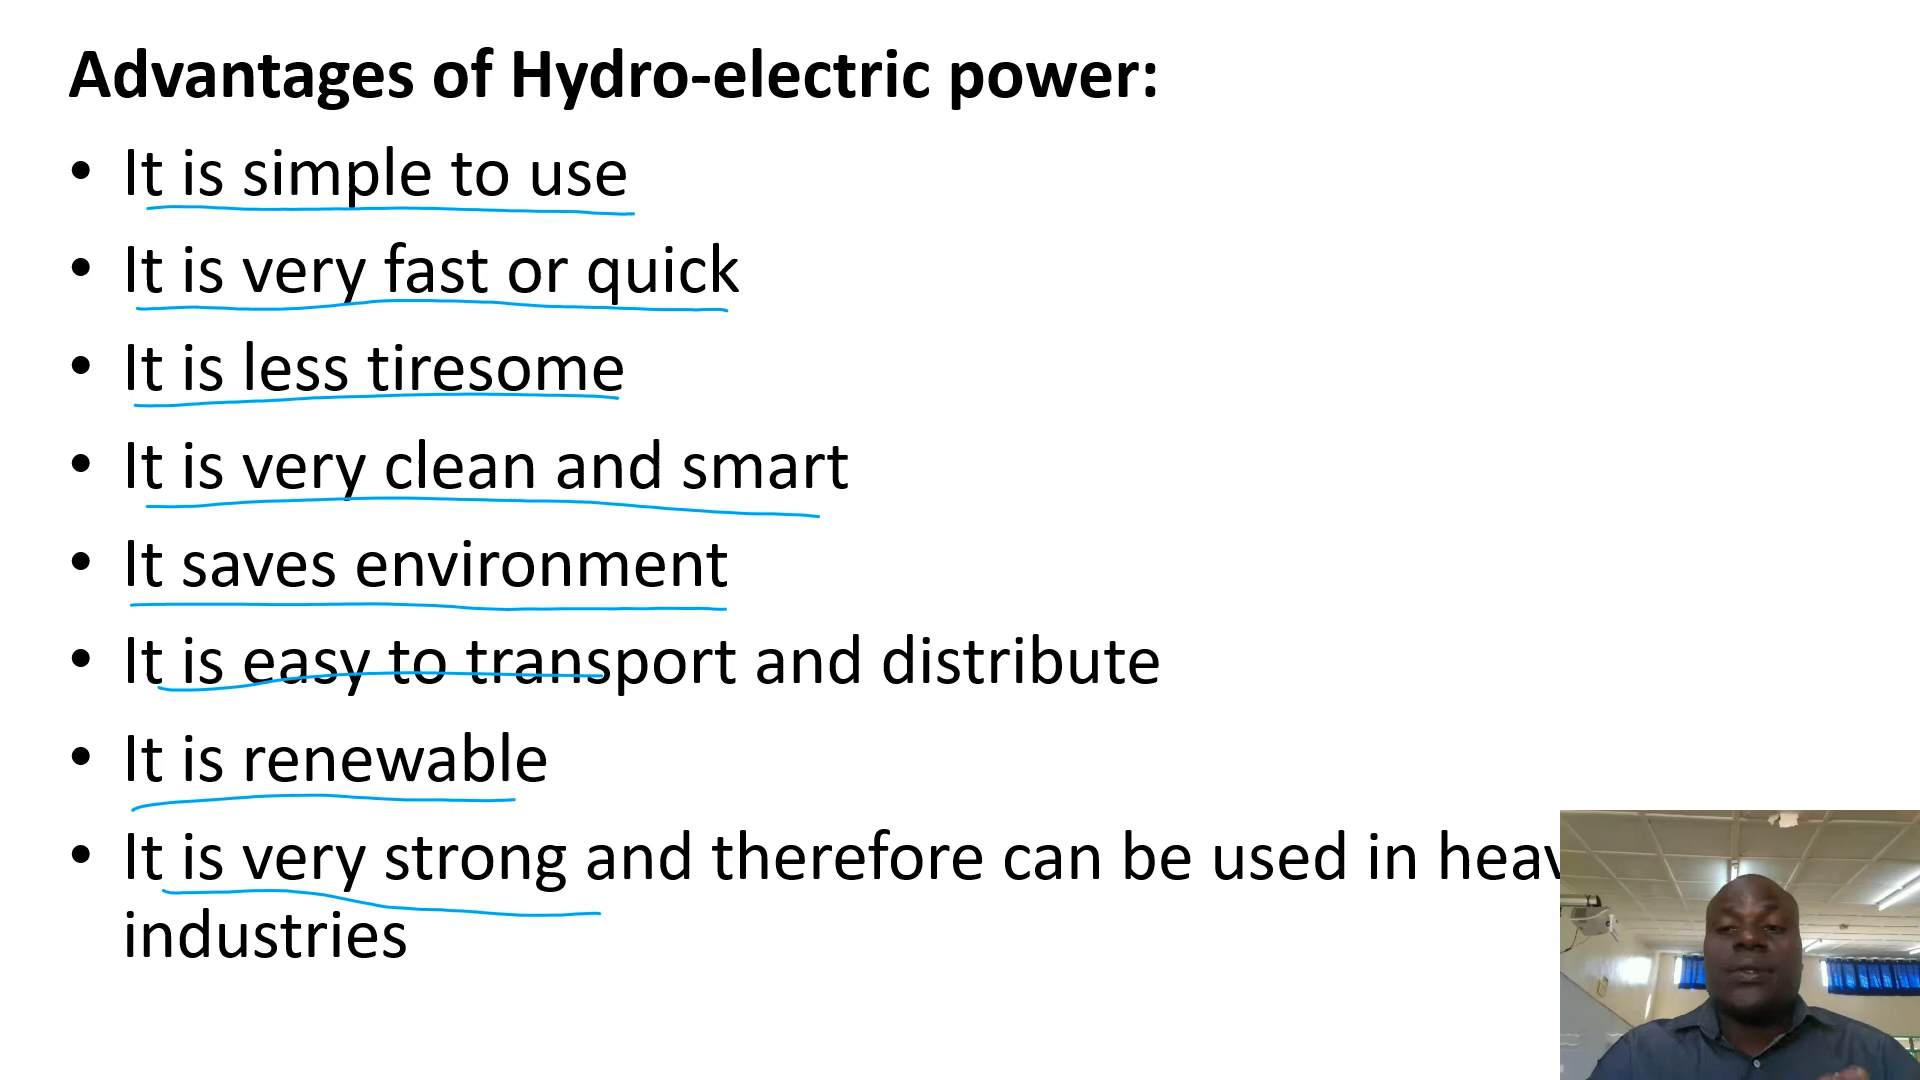 Advantages of Hydro-electric power:
• It is simple to use
• It is very fast or quick
• It is less tiresome
• It is very clean and smart
• It saves environment
• It is easy to transport and distribute
• It is renewable
• It is very strong and therefore can be used in
industries